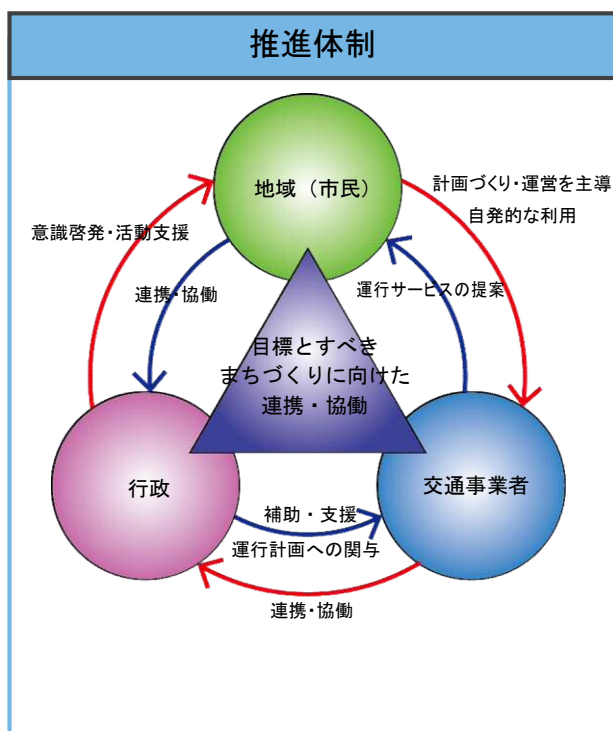 推進体制
地域（市民）
計画づくり・運営を主導
自発的な利用
意識啓発・活動支援
連携・協働
運行サービスの提案
目標とすべき
まちづくりに向けた
連携・協働
行政
交通事業者
補助・支援
運行計画への関与
連携・協働